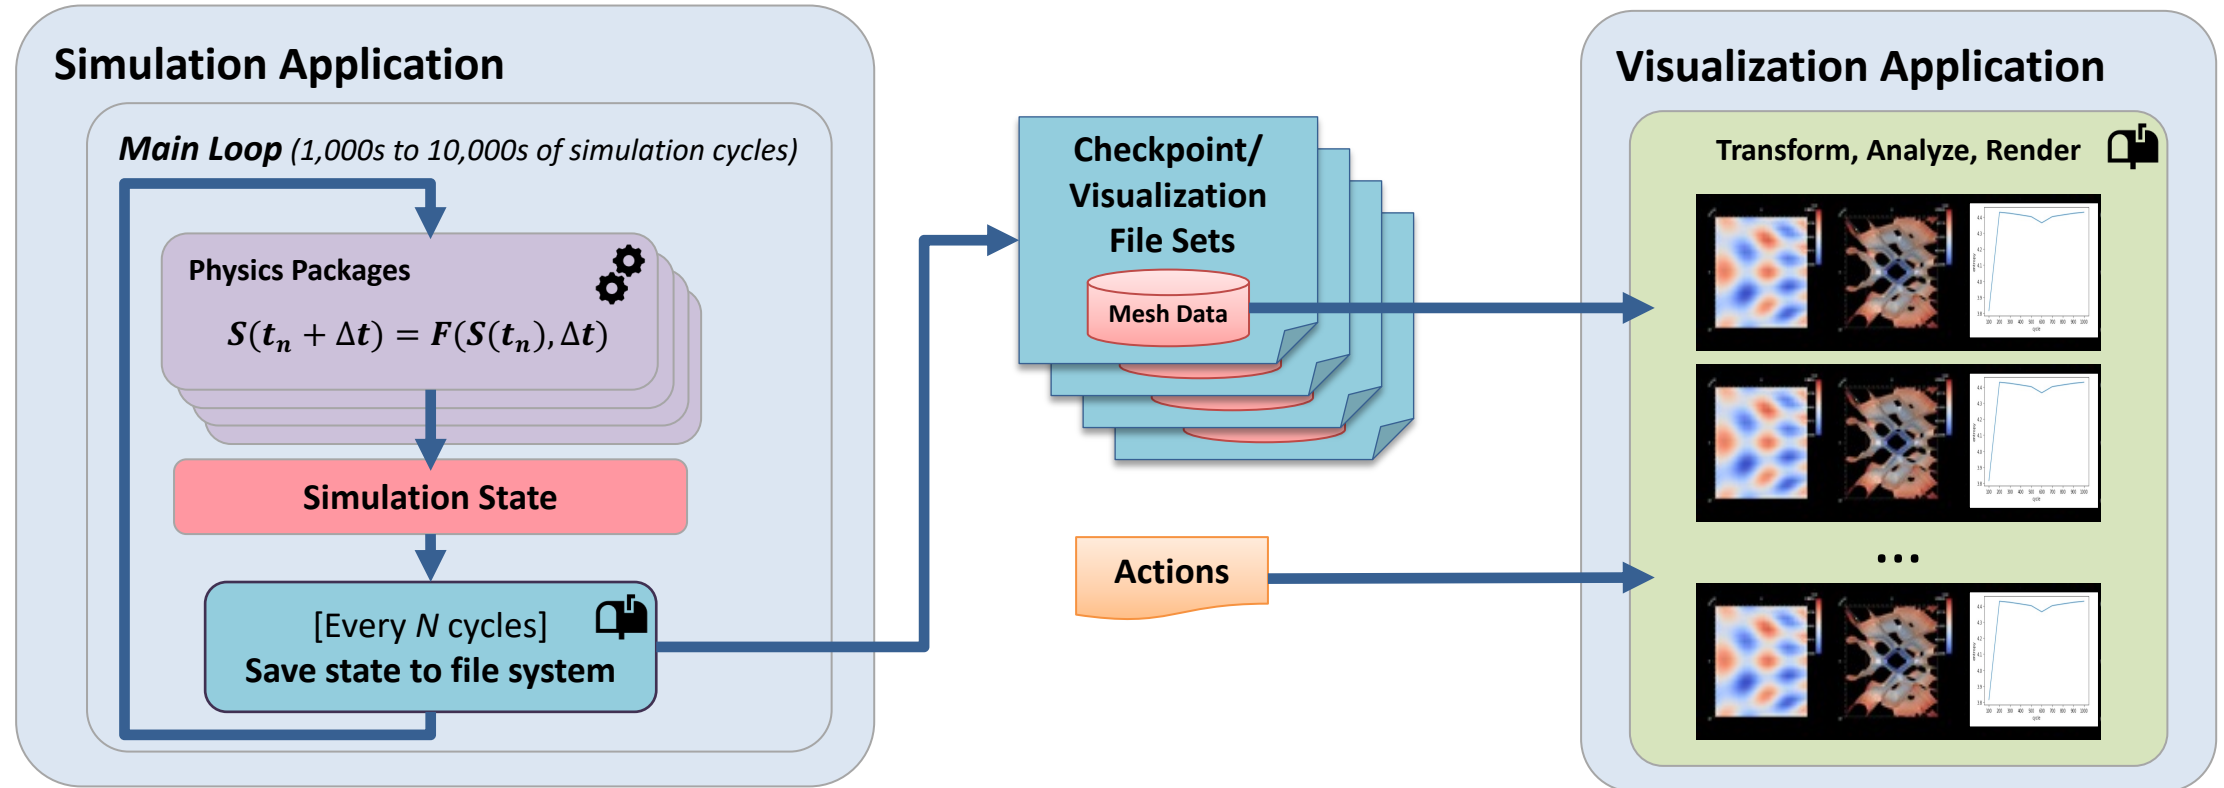 Simulation Application
Main Loop (1,000s to 10,000s of simulation cycles)
Physics Packages
S(tₙ + Δt) = F(S(tₙ), Δt)
Simulation State
[Every N cycles]
Save state to file system
Checkpoint/
Visualization
File Sets
Mesh Data
Actions
Visualization Application
Transform, Analyze, Render
...